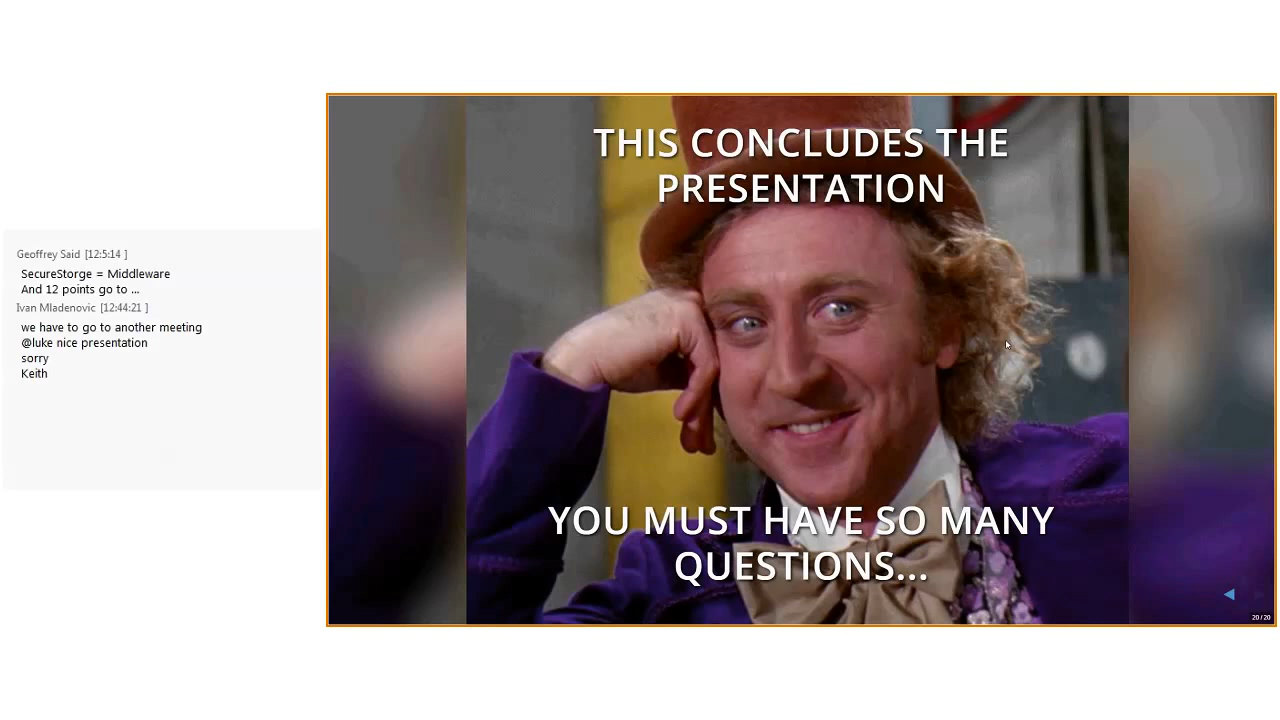 Geoffrey Said [12:5:14 ]
SecureStorge = Middleware
And 12 points go to ...
Ivan Mladenovic [12:44:21 ]
we have to go to another meeting
@luke nice presentation
sorry
Keith
THIS CONCLUDES THE
PRESENTATION
YOU MUST HAVE SO MANY
QUESTIONS...
20 / 20